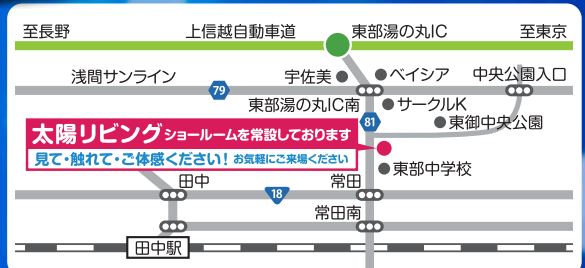 至長野
上信越自動車道
東部湯の丸IC
至東京
浅間サンライン
79
宇佐美
ベイシア
中央公園入口
東部湯の丸IC南
サークルK
81
東御中央公園
太陽リビング ショールームを常設しております
見て・触れて・ご体感ください! お気軽にご来場ください
東部中学校
田中
18
常田
常田南
田中駅